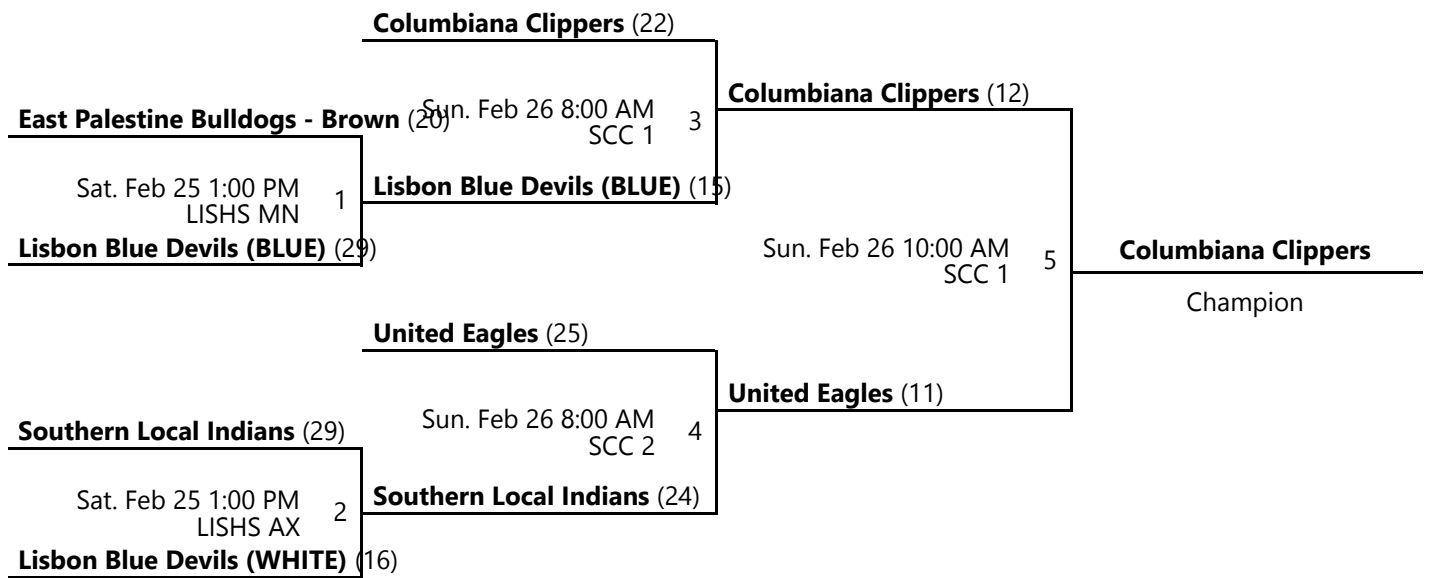 Columbiana Clippers (22)
Columbiana Clippers (12)
East Palestine Bulldogs - Brown (20)
Sun. Feb 26 8:00 AM
SCC 1
3
Sat. Feb 25 1:00 PM
LISHS MN
1
Lisbon Blue Devils (BLUE) (15)
Lisbon Blue Devils (BLUE) (29)
Sun. Feb 26 10:00 AM
SCC 1
5
Columbiana Clippers
Champion
United Eagles (25)
United Eagles (11)
Southern Local Indians (29)
Sun. Feb 26 8:00 AM
SCC 2
4
Sat. Feb 25 1:00 PM
LISHS AX
2
Southern Local Indians (24)
Lisbon Blue Devils (WHITE) (16)